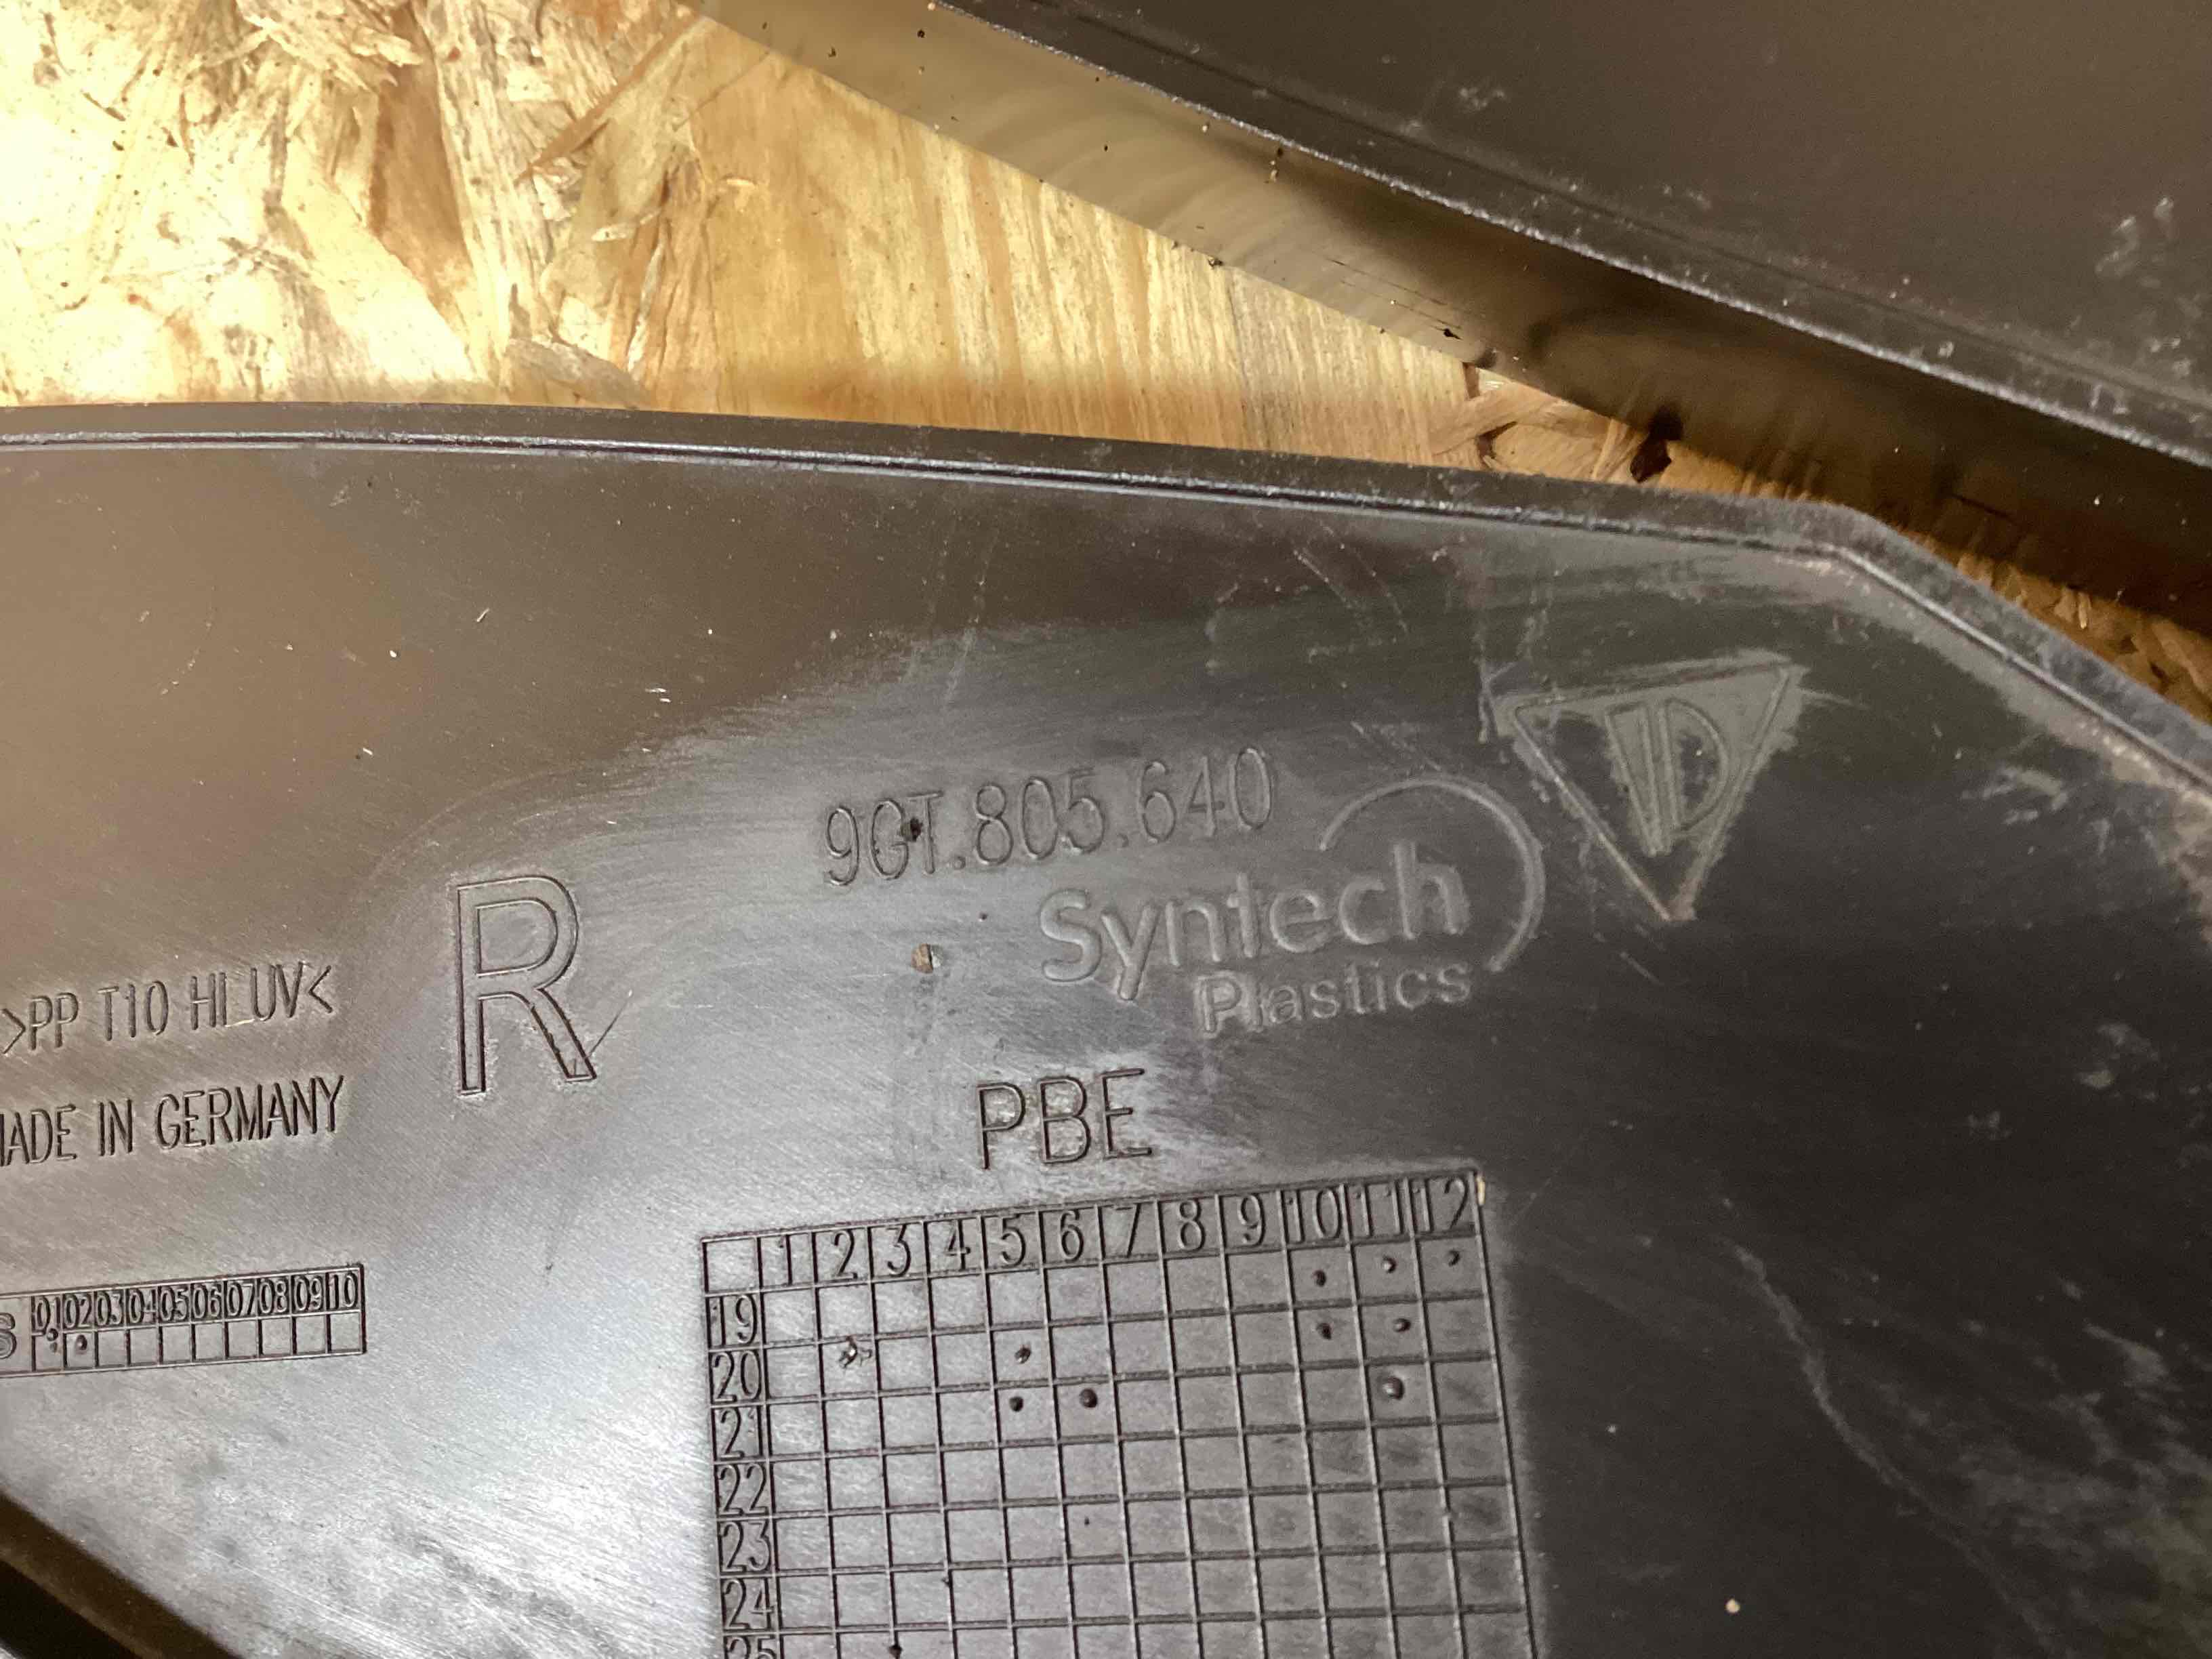 9GT.805.640
Syntech
Plastics
R
>PP T10 HI UV<
MADE IN GERMANY
PBE
1 2 3 4 5 6 7 8 9 10 11 12
19
20
21
22
23
24
25
01 02 03 04 05 06 07 08 09 10